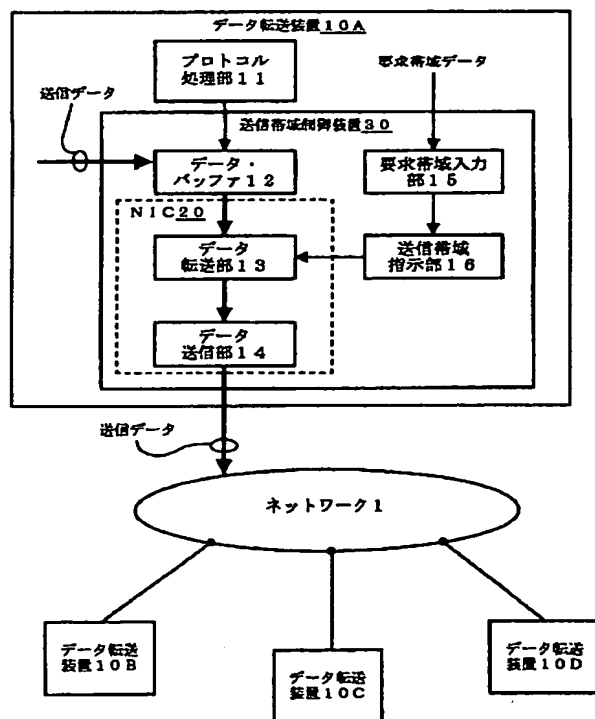 データ転送装置10A
プロトコル
処理部11
要求帯域データ
送信データ
送信帯域制御装置30
データ・
バッファ12
要求帯域入力
部15
NIC20
データ
転送部13
送信帯域
指示部16
データ
送信部14
送信データ
ネットワーク1
データ転送
装置10B
データ転送
装置10C
データ転送
装置10D